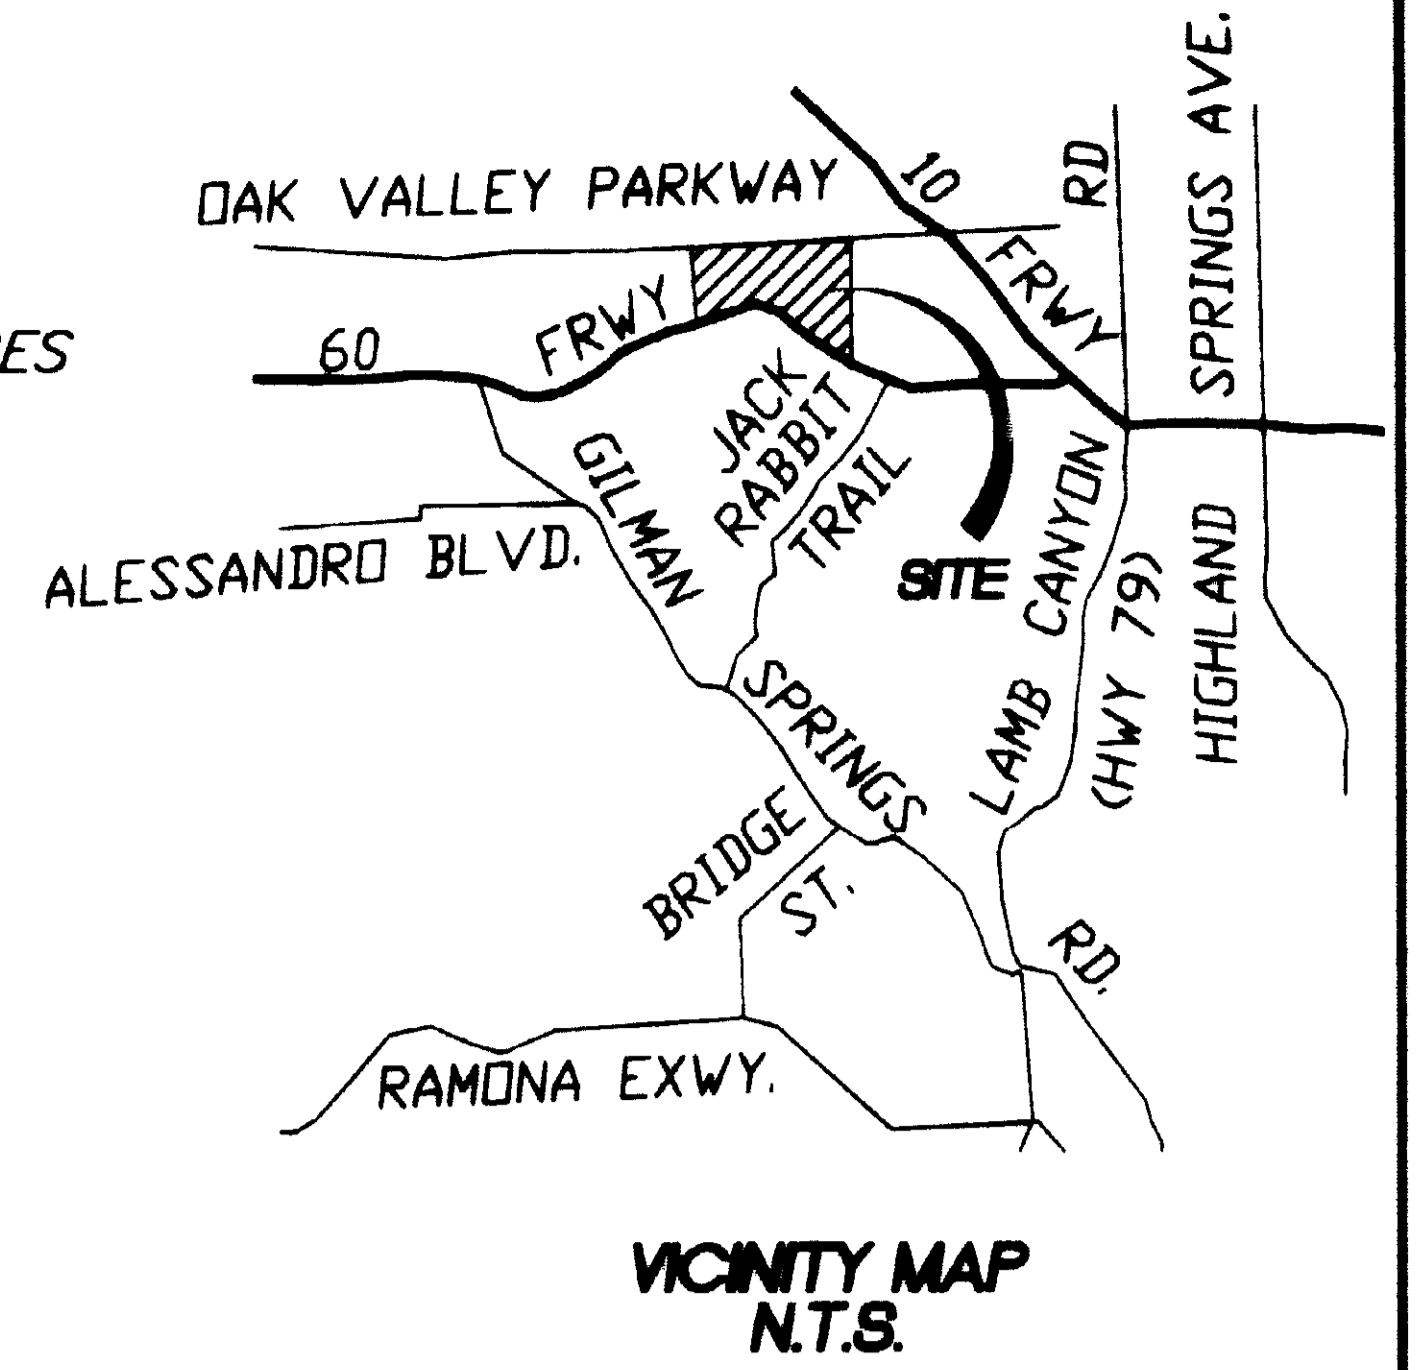 SPRINGS AVE.
10
RD
OAK VALLEY PARKWAY
FRWY
FRWY
60
ES
JACK
RABBIT
TRAIL
GILMAN
ALESSANDRO BLVD.
SITE
CANYON
LAMB
(HWY 79)
HIGHLAND
SPRINGS
BRIDGE
ST.
RD.
RAMONA EXWY.
VICINITY MAP
N.T.S.